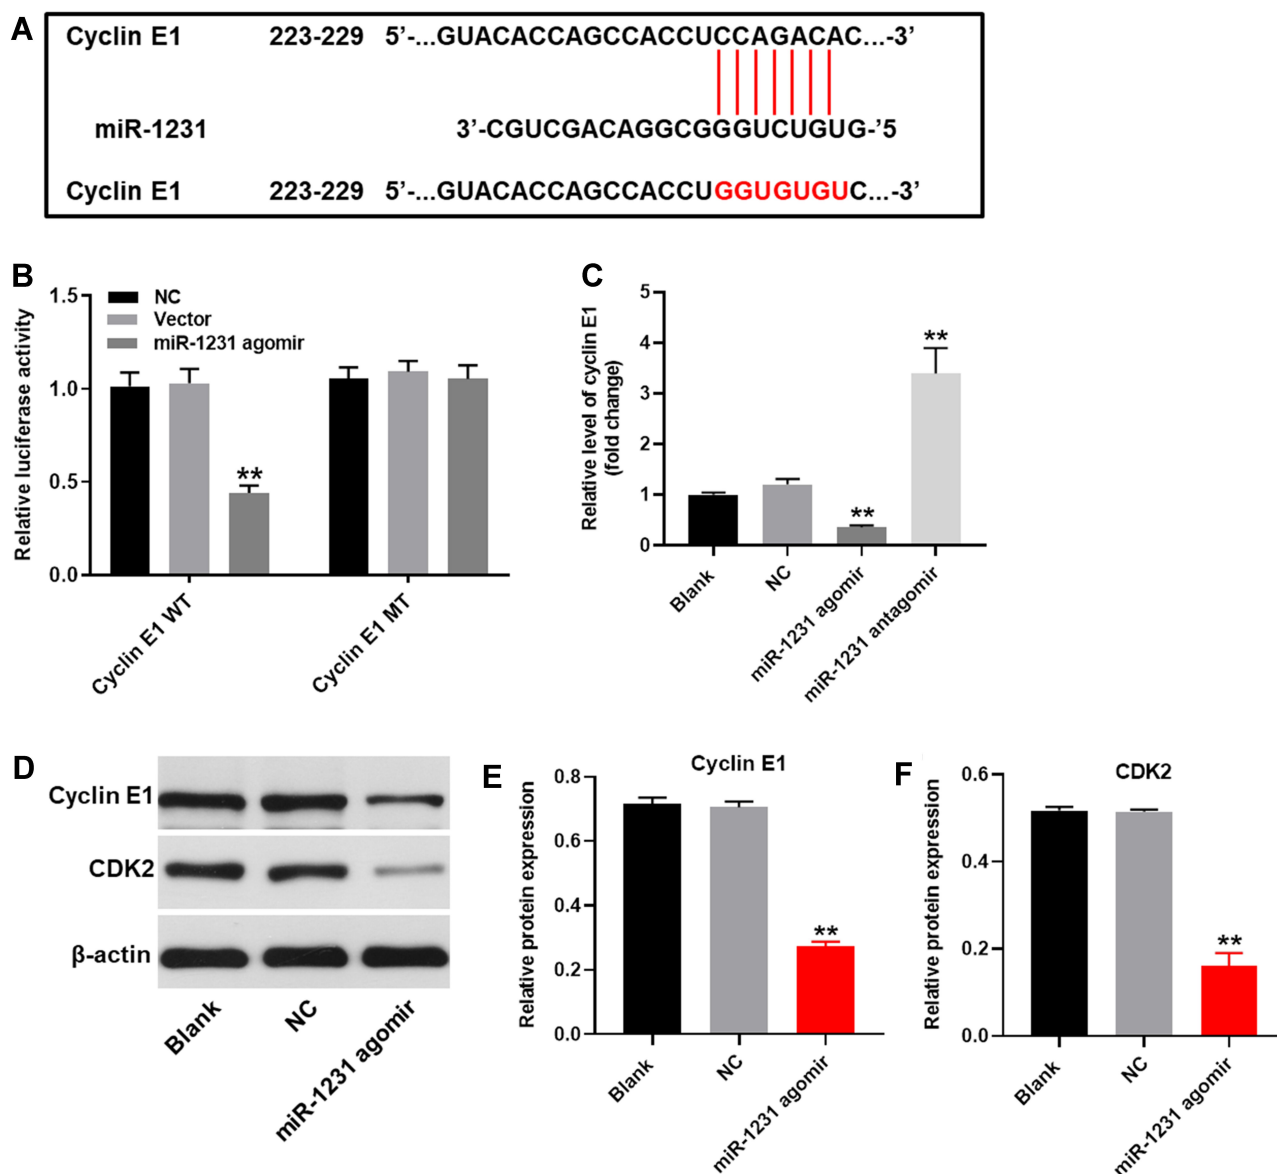 A
Cyclin E1 223-229 5’-...GUACACCAGCCACCUCCAGACAC...-3’
miR-1231 3’-CGUCGACAGGCGGGUCUGUG-’5
Cyclin E1 223-229 5’-...GUACACCAGCCACCUGGUGUGUC...-3’
B
Relative luciferase activity
1.5
1.0
0.5
0.0
NC
Vector
miR-1231 agomir
**
Cyclin E1 WT
Cyclin E1 MT
C
Relative level of cyclin E1
(fold change)
5
4
3
2
1
0
**
**
Blank
NC
miR-1231 agomir
miR-1231 antagomir
D
Cyclin E1
CDK2
β-actin
Blank
NC
miR-1231 agomir
E
Cyclin E1
Relative protein expression
0.8
0.6
0.4
0.2
0.0
**
Blank
NC
miR-1231 agomir
F
CDK2
Relative protein expression
0.6
0.4
0.2
0.0
**
Blank
NC
miR-1231 agomir